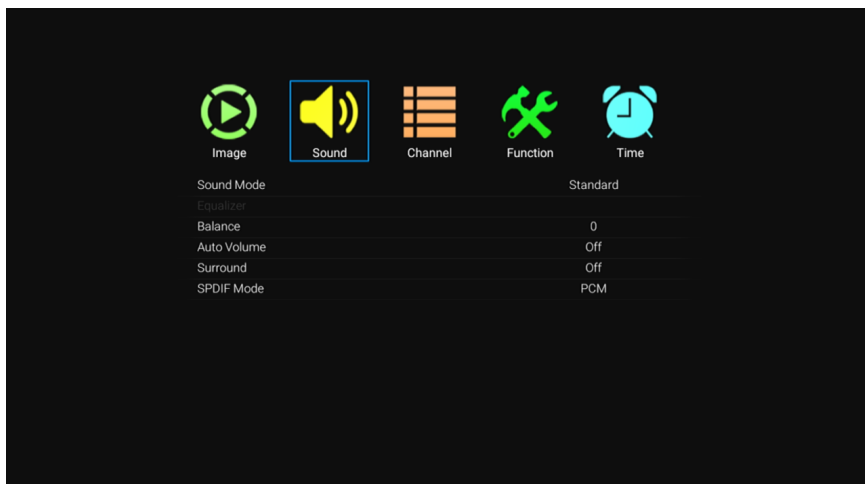 Image Sound Channel Function Time
Sound Mode Standard
Equalizer
Balance 0
Auto Volume Off
Surround Off
SPDIF Mode PCM